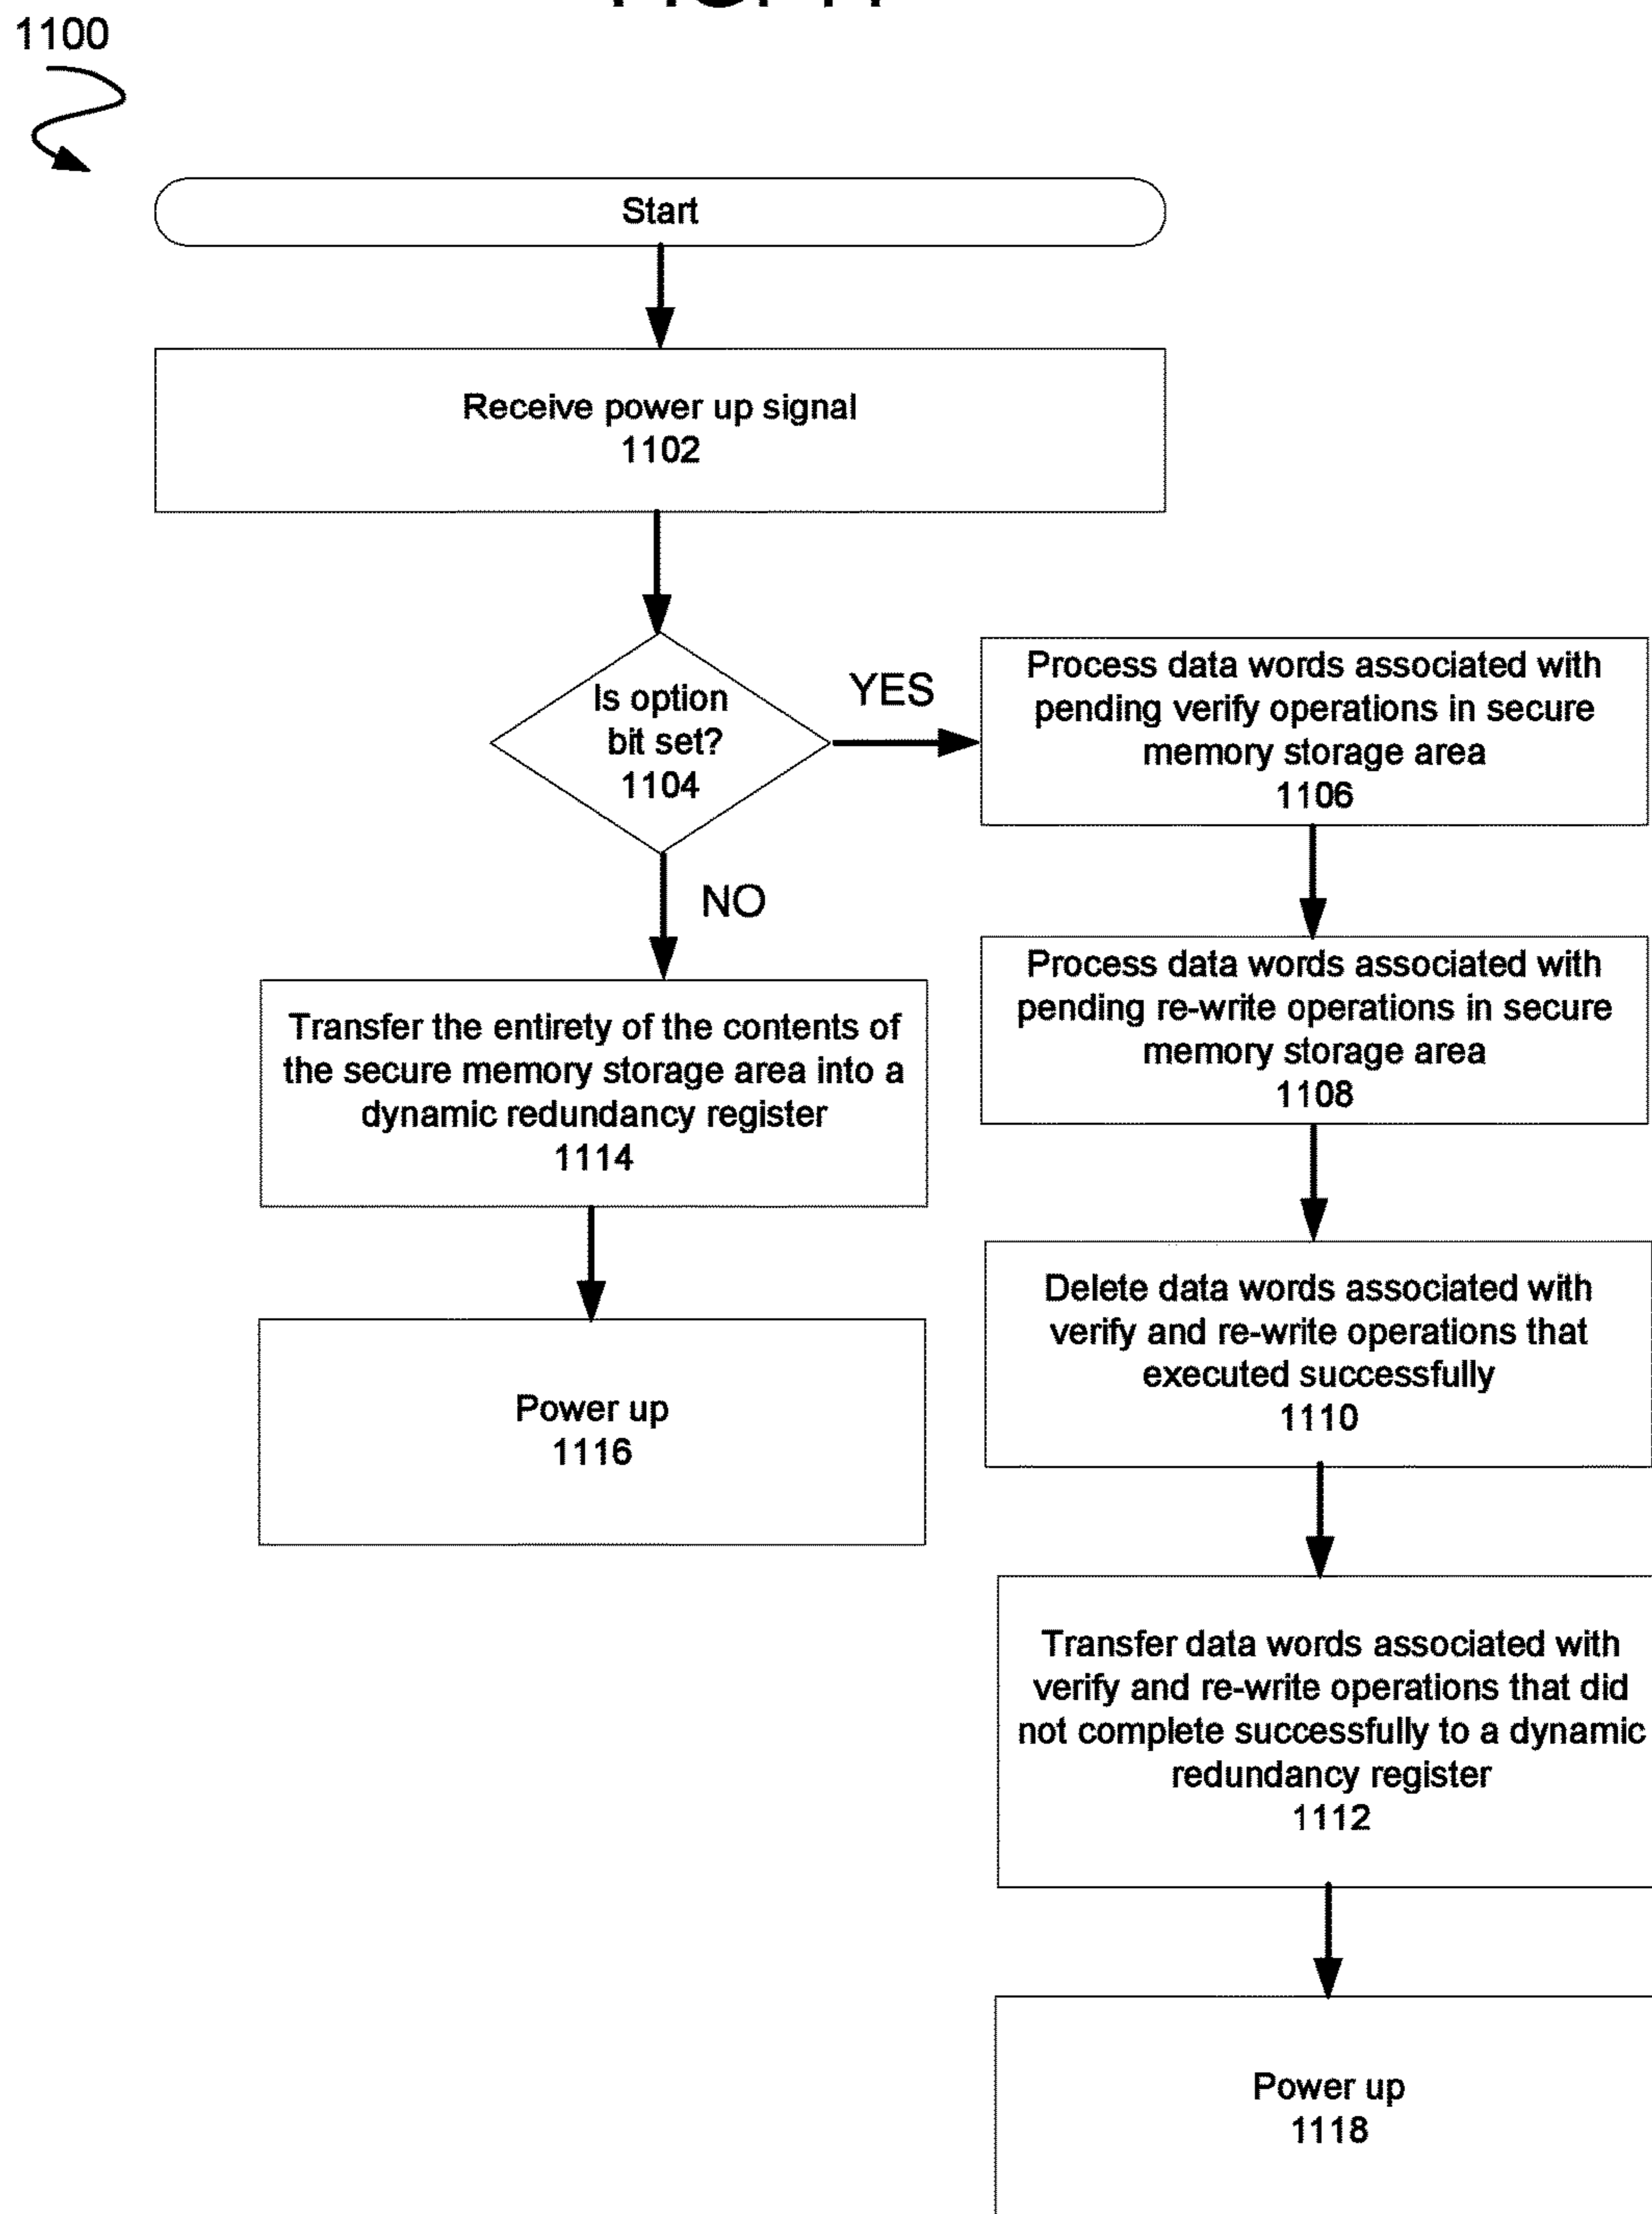 1100
Start
Receive power up signal
1102
Is option
bit set?
1104
YES
NO
Process data words associated with
pending verify operations in secure
memory storage area
1106
Process data words associated with
pending re-write operations in secure
memory storage area
1108
Transfer the entirety of the contents of
the secure memory storage area into a
dynamic redundancy register
1114
Delete data words associated with
verify and re-write operations that
executed successfully
1110
Power up
1116
Transfer data words associated with
verify and re-write operations that did
not complete successfully to a dynamic
redundancy register
1112
Power up
1118